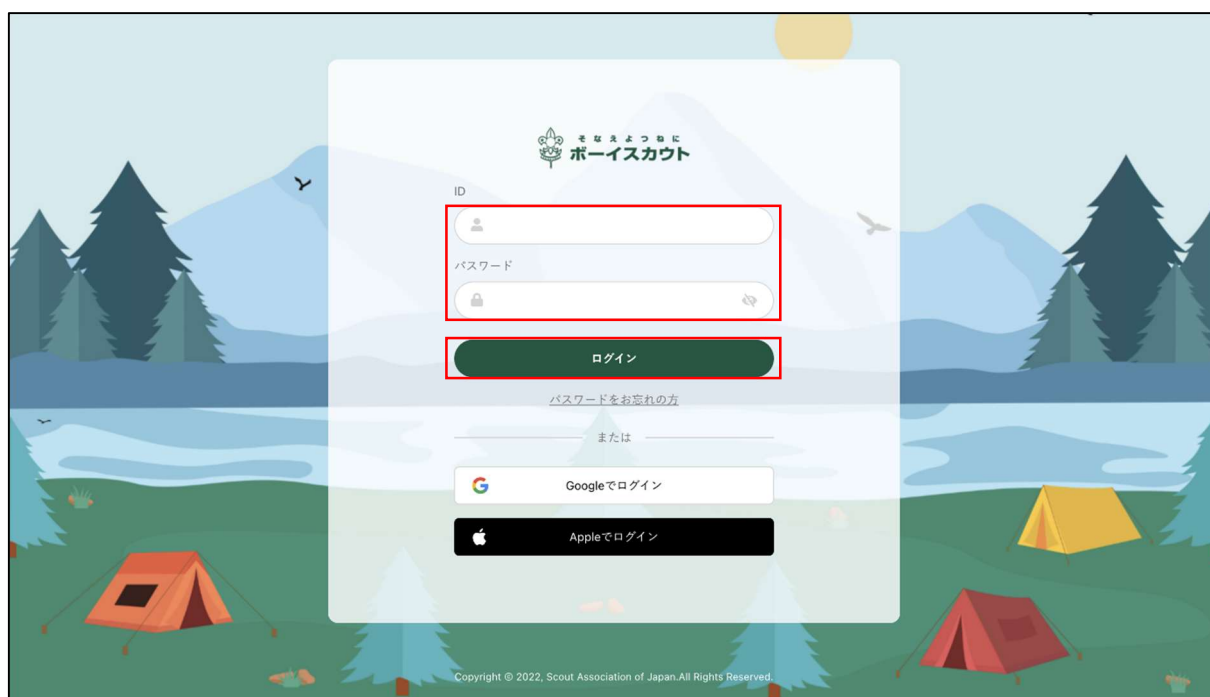 そなえよつねに
ボーイスカウト
ID
パスワード
ログイン
パスワードをお忘れの方
または
Googleでログイン
Appleでログイン
Copyright © 2022, Scout Association of Japan.All Rights Reserved.